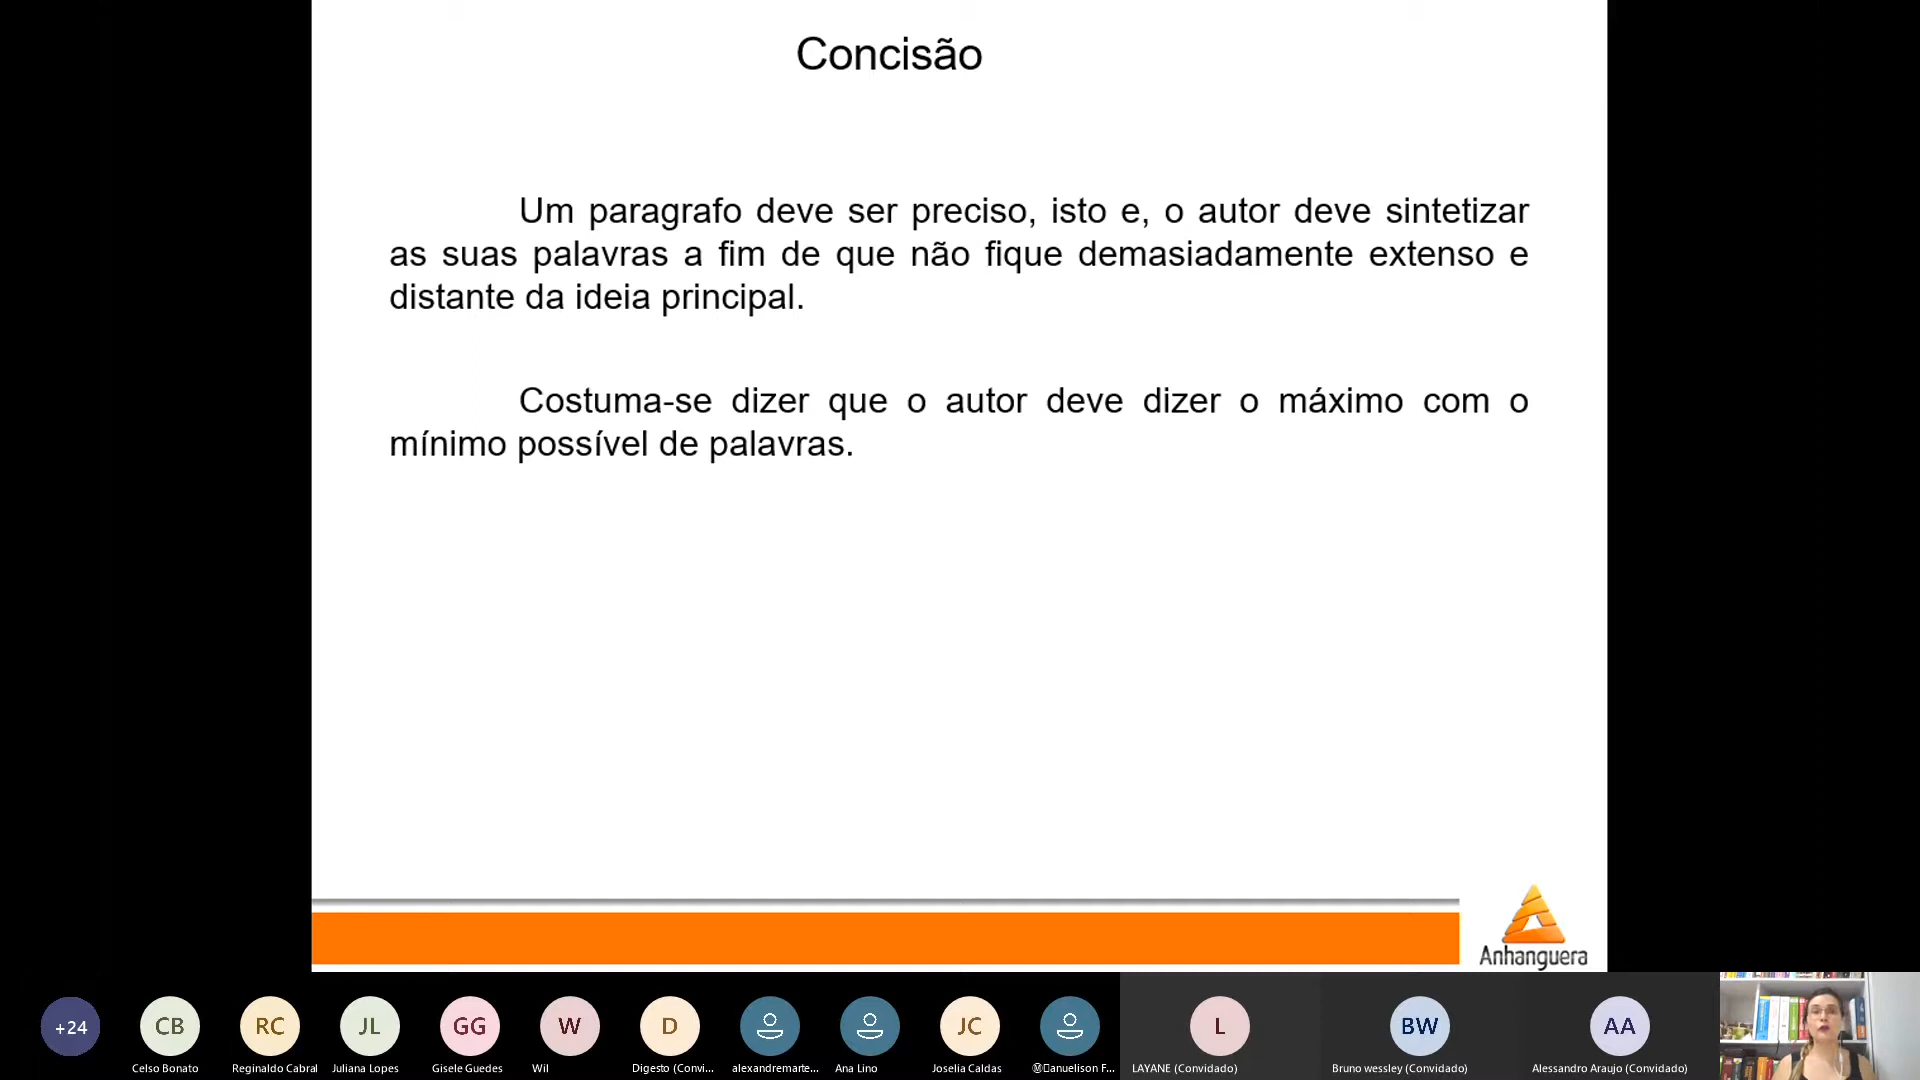 Concisão
Um paragrafo deve ser preciso, isto e, o autor deve sintetizar
as suas palavras a fim de que não fique demasiadamente extenso e
distante da ideia principal.
Costuma-se dizer que o autor deve dizer o máximo com o
mínimo possível de palavras.
Anhanguera
+24
CB
RC
JL
GG
W
D
JC
L
BW
AA
Celso Bonato
Reginaldo Cabral
Juliana Lopes
Gisele Guedes
Wil
Digesto (Convi...
alexandremarte...
Ana Lino
Joselia Caldas
LAYANE (Convidado)
Bruno wessley (Convidado)
Alessandro Araujo (Convidado)